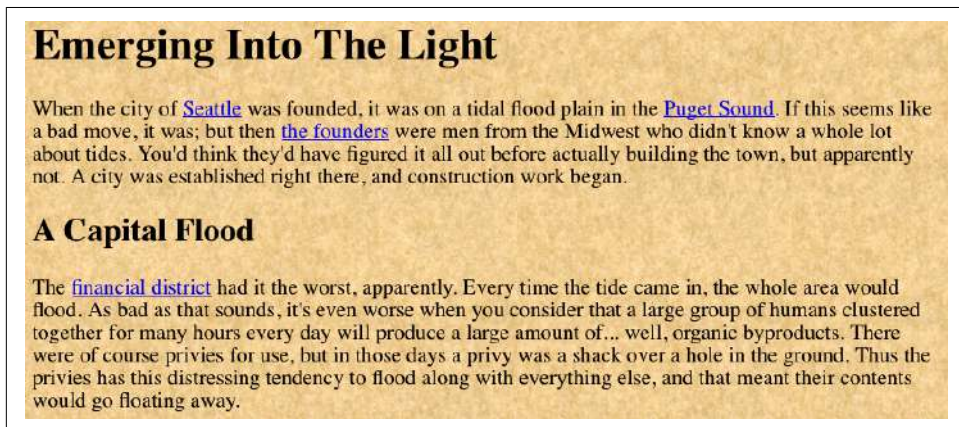 Emerging Into The Light
When the city of Seattle was founded, it was on a tidal flood plain in the Puget Sound. If this seems like
a bad move, it was; but then the founders were men from the Midwest who didn't know a whole lot
about tides. You'd think they'd have figured it all out before actually building the town, but apparently
not. A city was established right there, and construction work began.
A Capital Flood
The financial district had it the worst, apparently. Every time the tide came in, the whole area would
flood. As bad as that sounds, it's even worse when you consider that a large group of humans clustered
together for many hours every day will produce a large amount of... well, organic byproducts. There
were of course privies for use, but in those days a privy was a shack over a hole in the ground. Thus the
privies has this distressing tendency to flood along with everything else, and that meant their contents
would go floating away.